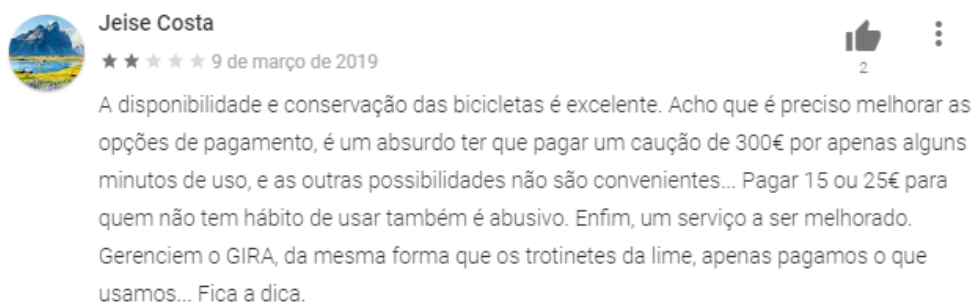 Jeise Costa
9 de março de 2019
2
A disponibilidade e conservação das bicicletas é excelente. Acho que é preciso melhorar as
opções de pagamento, é um absurdo ter que pagar um caução de 300€ por apenas alguns
minutos de uso, e as outras possibilidades não são convenientes... Pagar 15 ou 25€ para
quem não tem hábito de usar também é abusivo. Enfim, um serviço a ser melhorado.
Gerenciem o GIRA, da mesma forma que os trotinetes da lime, apenas pagamos o que
usamos... Fica a dica.